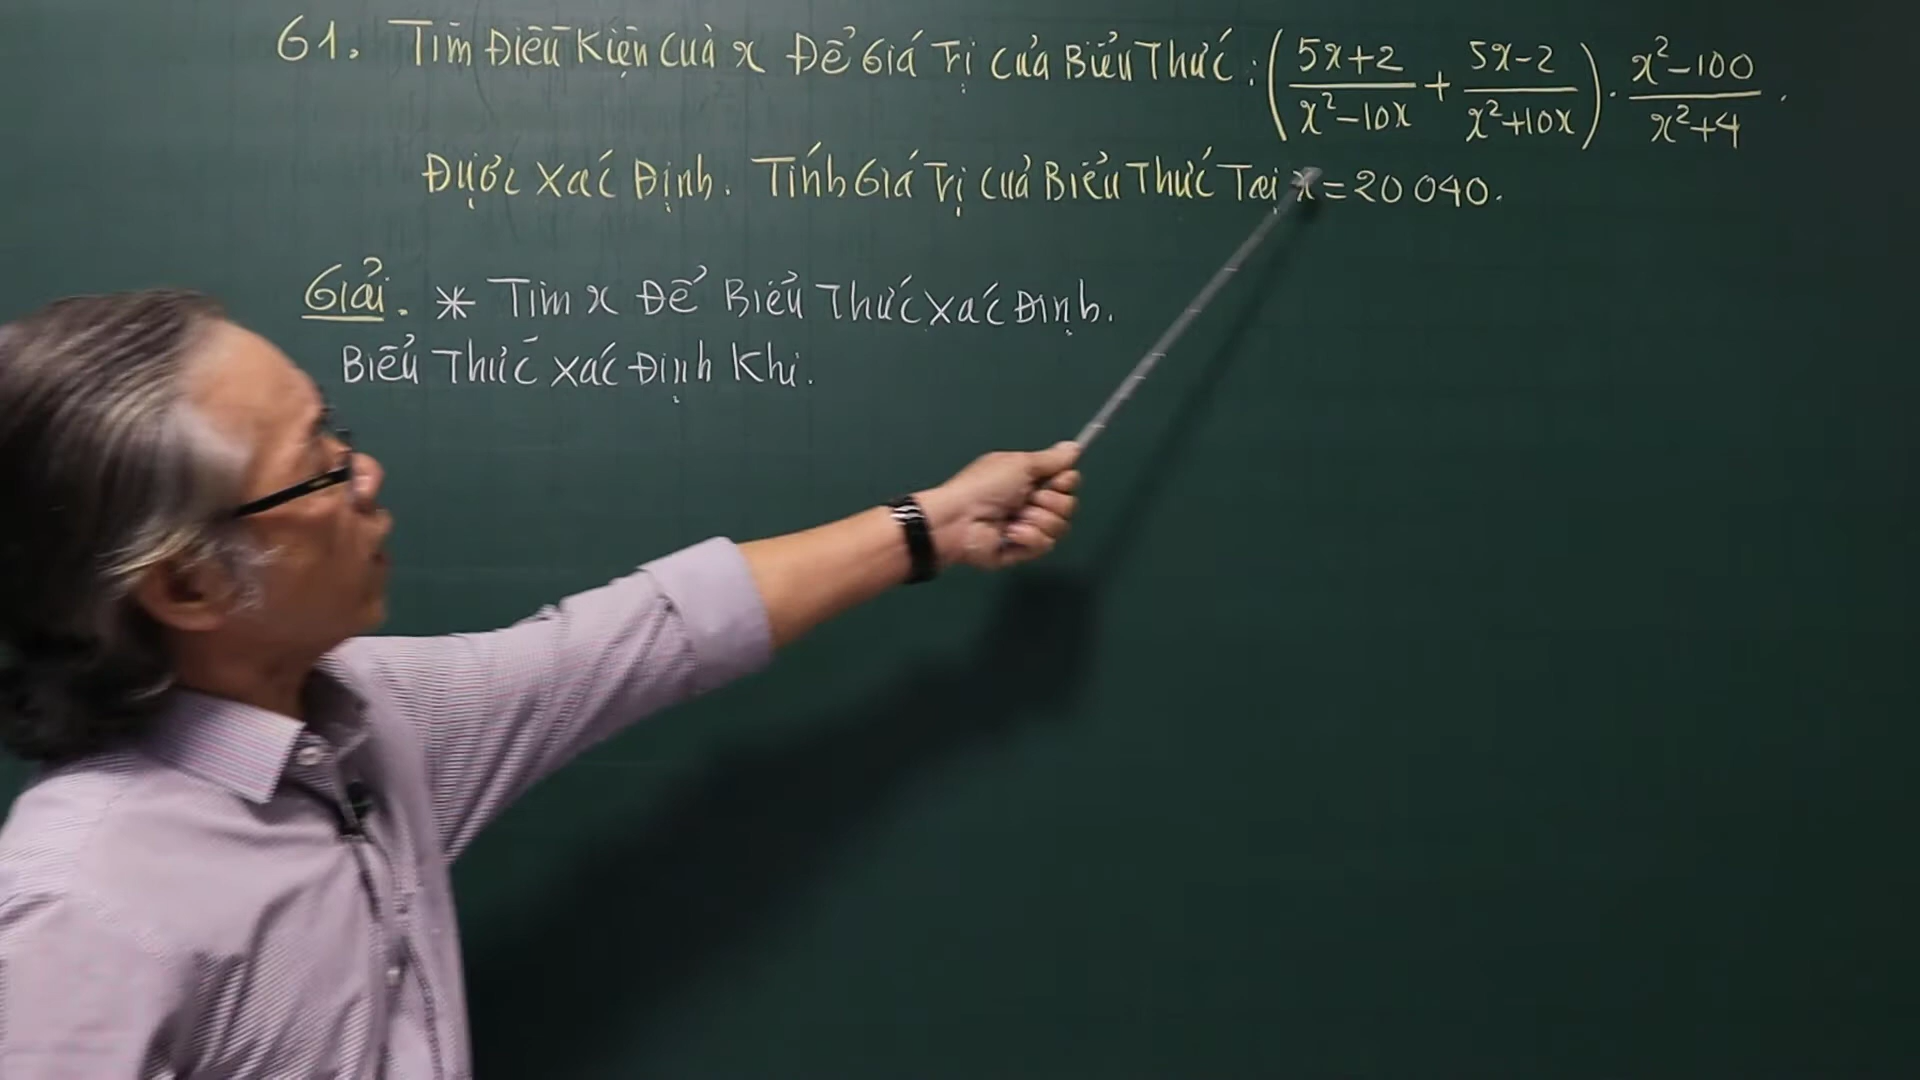 61. Tìm Điều Kiện Của x Để Giá Trị Của Biểu Thức: ( (5x+2)/(x²-10x) + (5x-2)/(x²+10x) ) . (x²-100)/(x²+4) .
Được Xác Định. Tính Giá Trị Của Biểu Thức Tại x=20 040.
Giải. * Tìm x Để Biểu Thức Xác Định.
Biểu Thức Xác Định Khi.